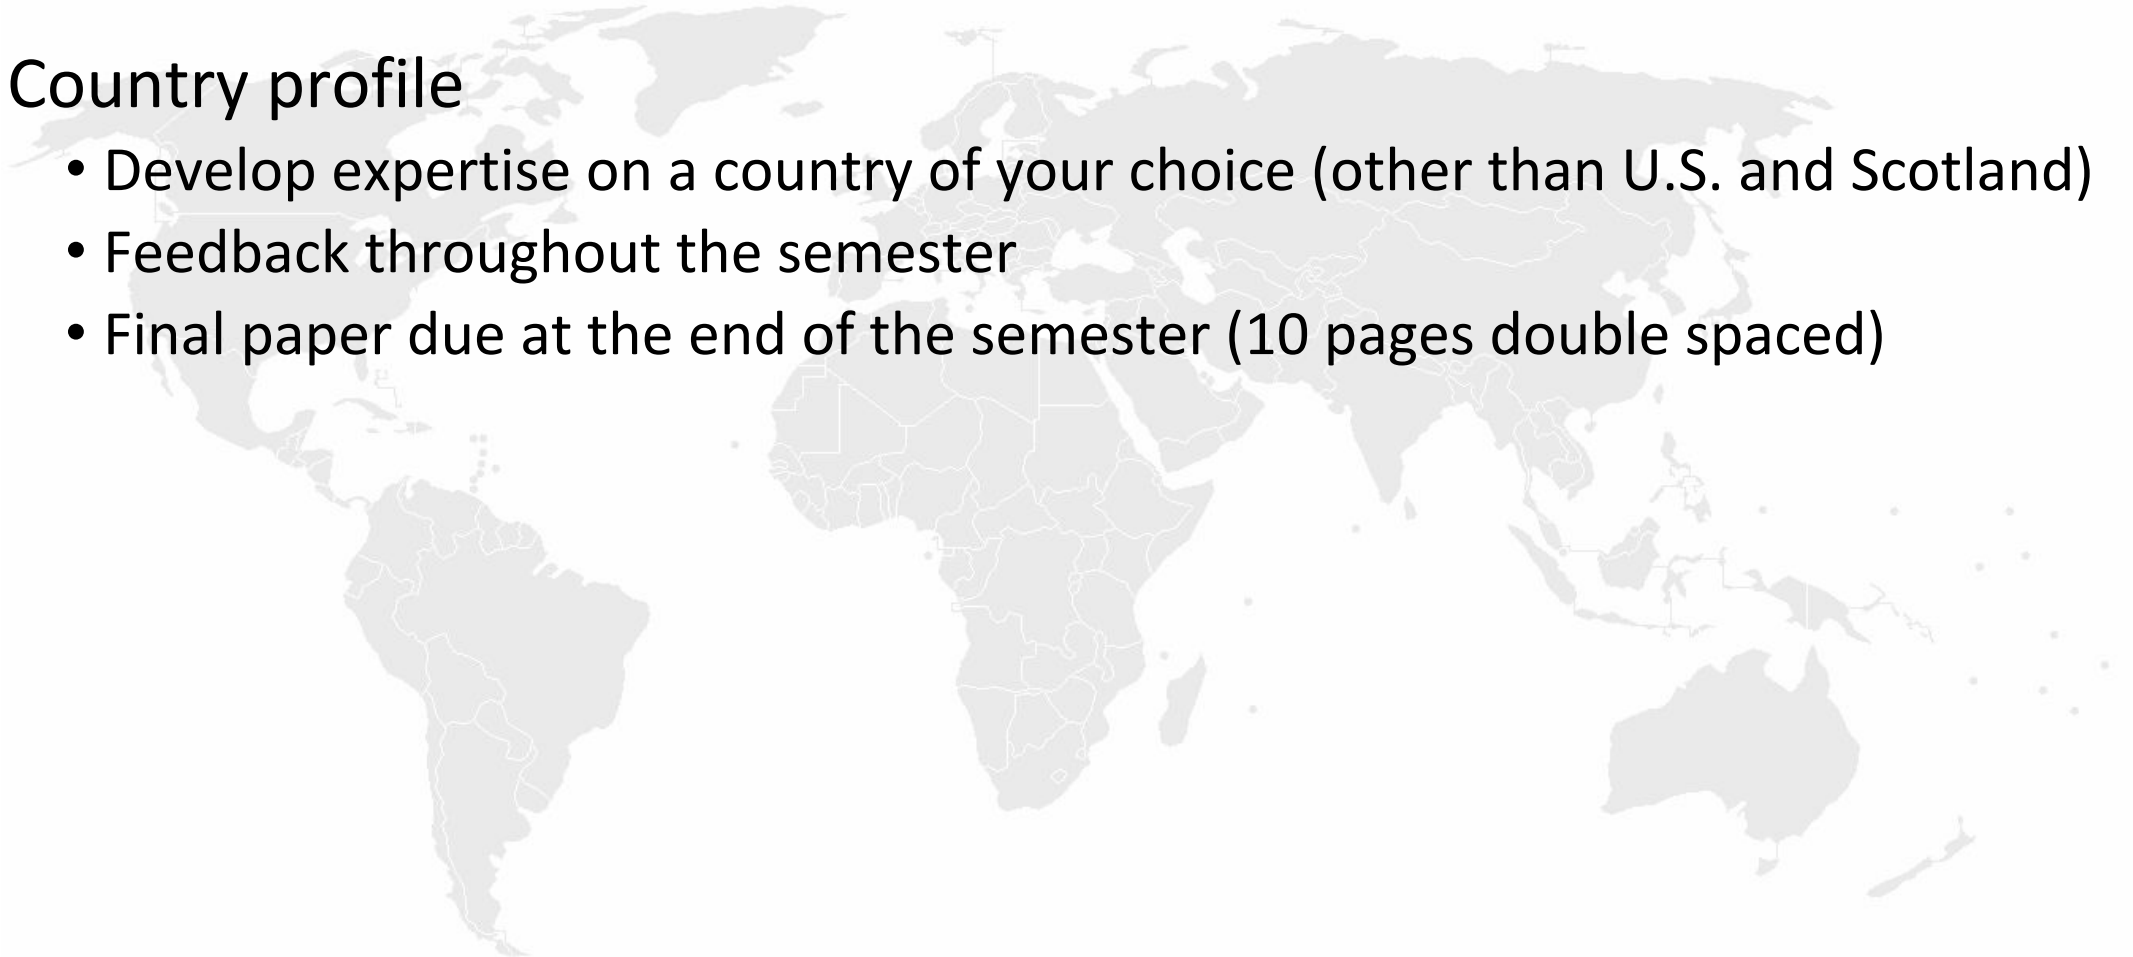 Country profile
• Develop expertise on a country of your choice (other than U.S. and Scotland)
• Feedback throughout the semester
• Final paper due at the end of the semester (10 pages double spaced)